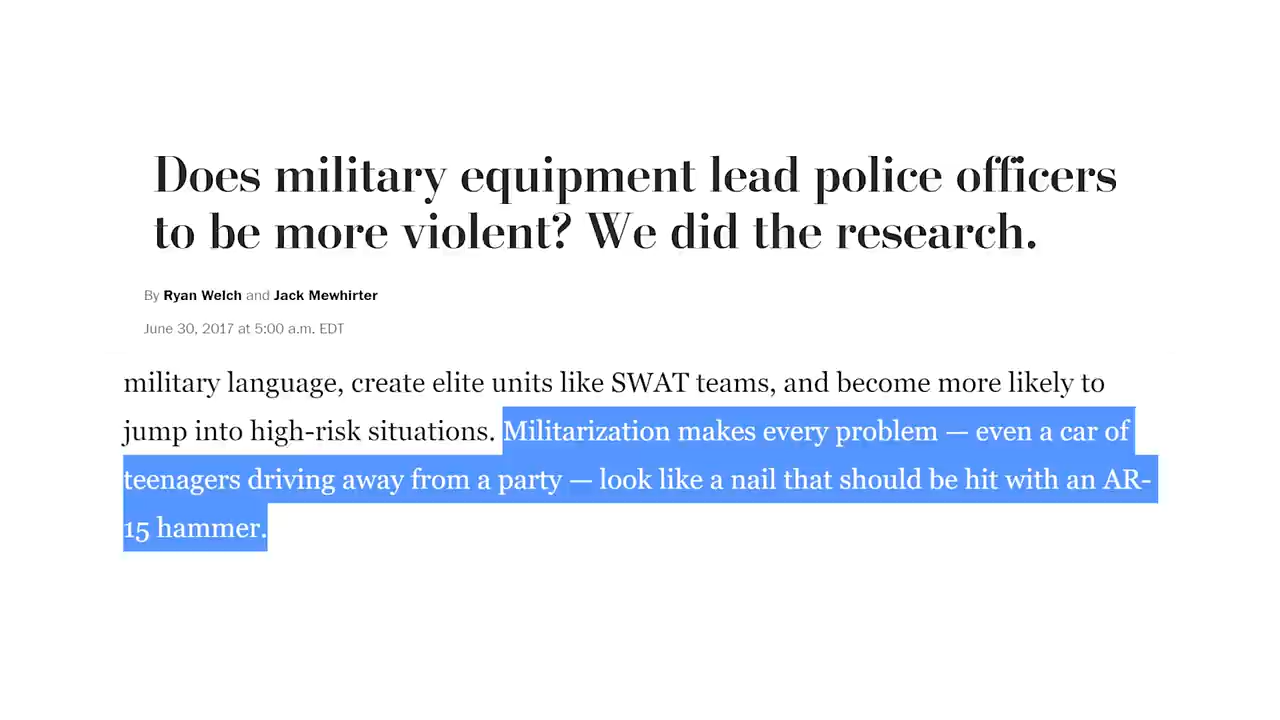 Does military equipment lead police officers
to be more violent? We did the research.
By Ryan Welch and Jack Mewhirter
June 30, 2017 at 5:00 a.m. EDT
military language, create elite units like SWAT teams, and become more likely to
jump into high-risk situations. Militarization makes every problem — even a car of
teenagers driving away from a party — look like a nail that should be hit with an AR-
15 hammer.